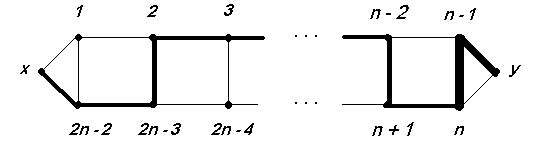 1 2 3 . . . n - 2 n - 1
x y
2n - 2 2n - 3 2n - 4 . . . n + 1 n